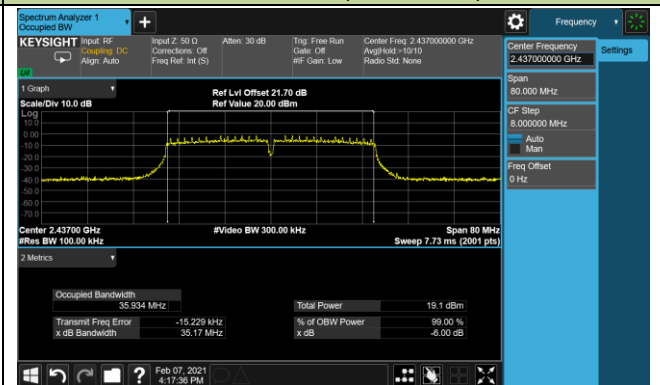 Spectrum Analyzer 1
Occupied BW
+
Frequency
KEYSIGHT
Input: RF
Coupling: DC
Align: Auto
Input Z: 50 Ω
Corrections: Off
Freq Ref: Int (S)
Atten: 30 dB
Trig: Free Run
Gate: Off
#IF Gain: Low
Center Freq: 2.437000000 GHz
Avg|Hold:>10/10
Radio Std: None
LXI
Center Frequency
2.437000000 GHz
Settings
Span
80.000 MHz
CF Step
8.000000 MHz
Auto
Man
Freq Offset
0 Hz
1 Graph
Scale/Div 10.0 dB
Ref Lvl Offset 21.70 dB
Ref Value 20.00 dBm
Log
10.0
0.00
-10.0
-20.0
-30.0
-40.0
-50.0
-60.0
-70.0
Center 2.43700 GHz
#Res BW 100.00 kHz
#Video BW 300.00 kHz
Span 80 MHz
Sweep 7.73 ms (2001 pts)
2 Metrics
Occupied Bandwidth
35.934 MHz
Total Power 19.1 dBm
Transmit Freq Error -15.229 kHz
% of OBW Power 99.00 %
x dB Bandwidth 35.17 MHz
x dB -6.00 dB
?
Feb 07, 2021
4:17:36 PM